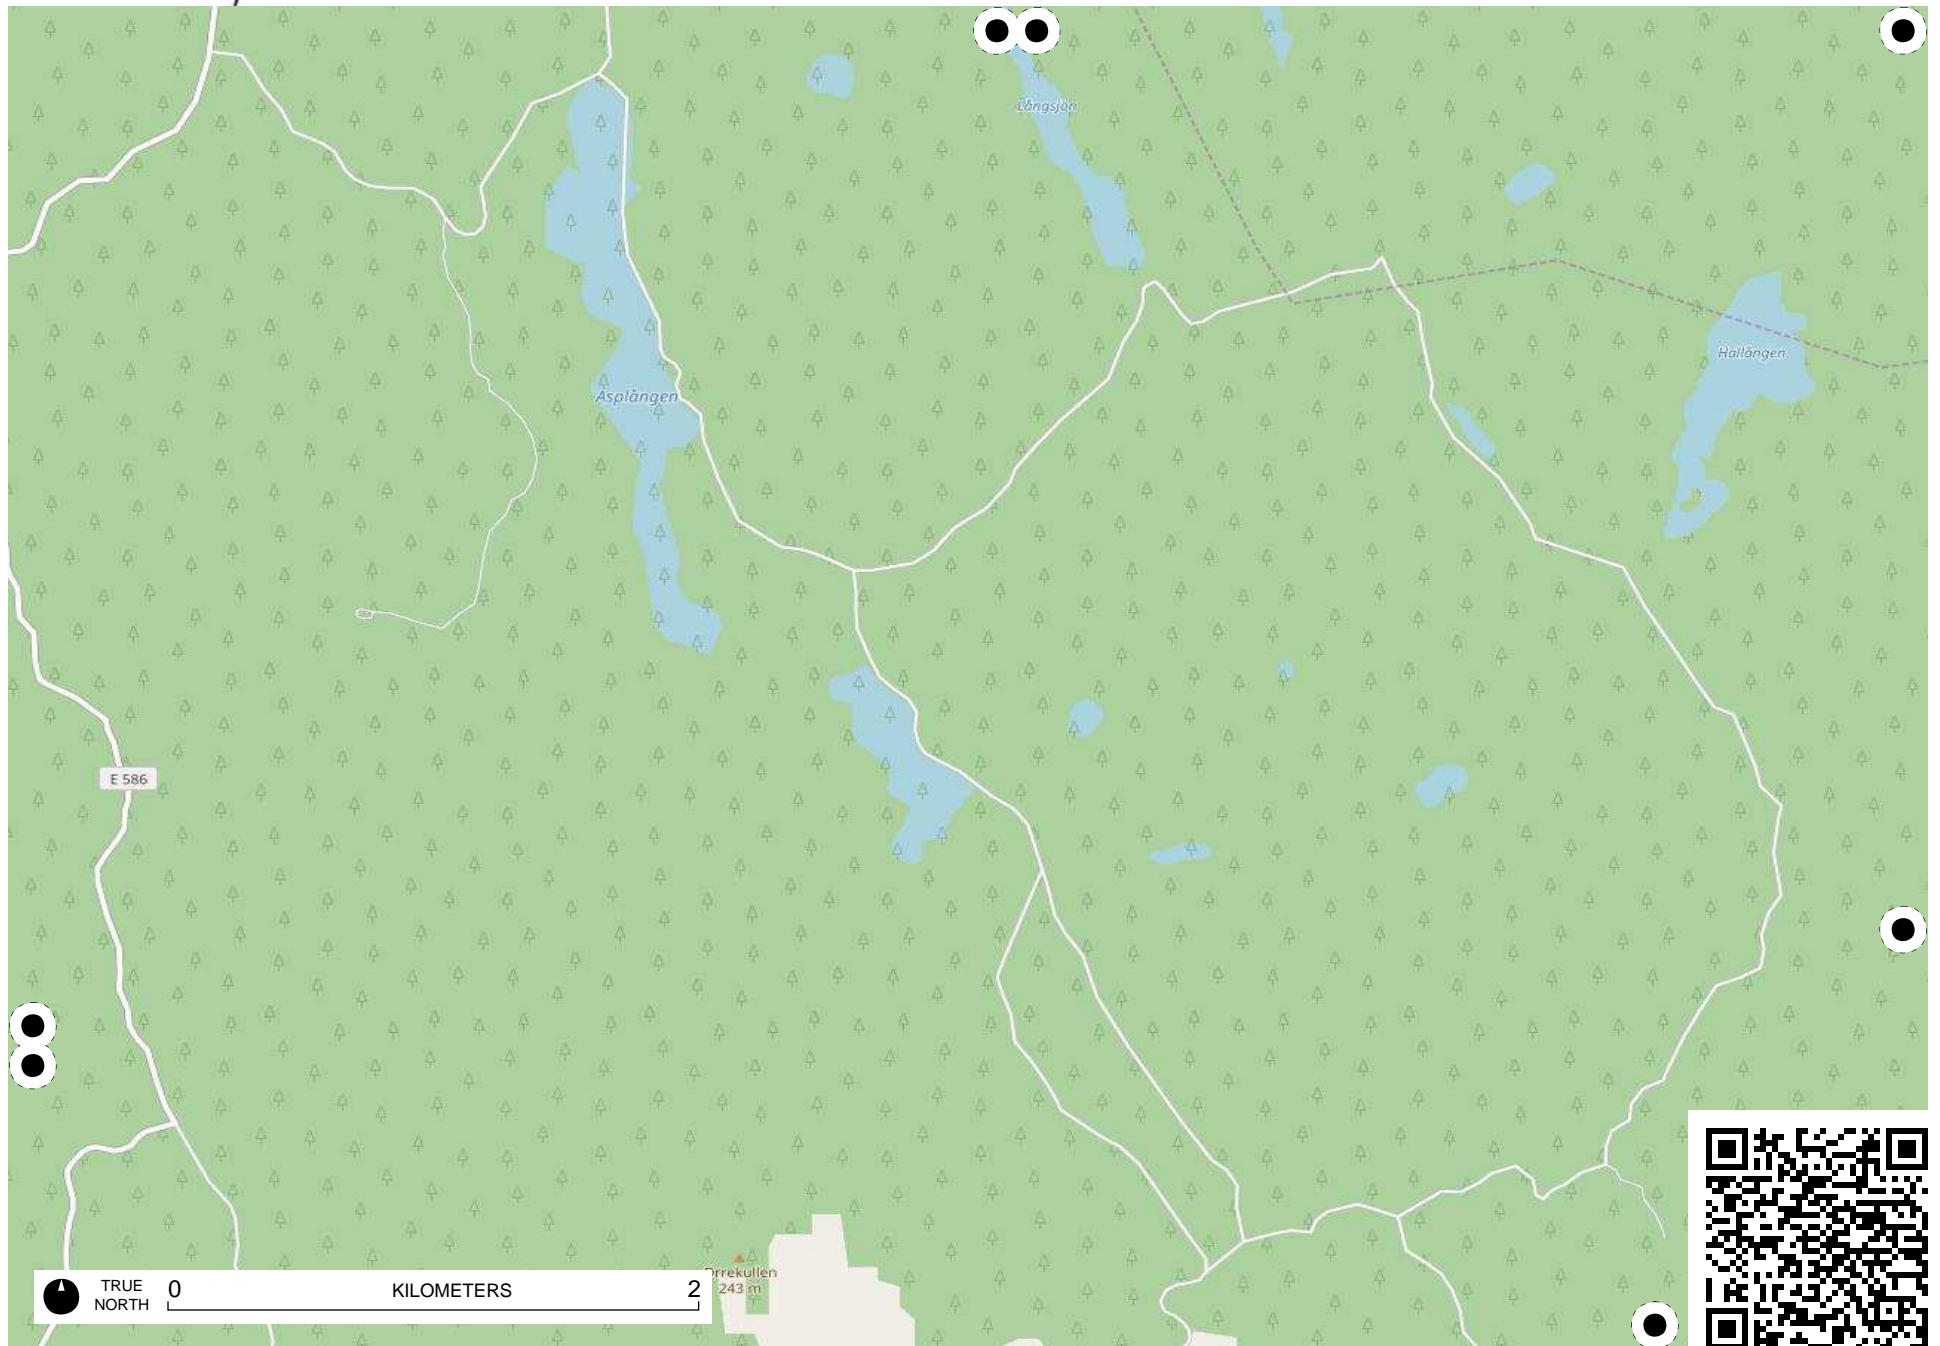 Långsjön
Hallången
Asplången
E 586
Orrekullen
243 m
TRUE
NORTH
0
KILOMETERS
2